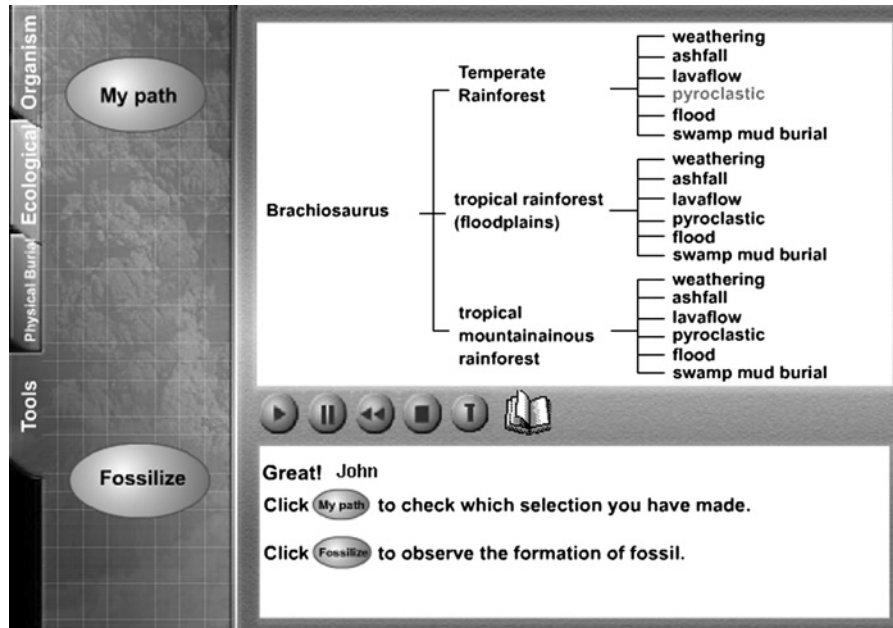 Organism
Ecological
Physical Burial
Tools
My path
Fossilize
Brachiosaurus
Temperate
Rainforest
weathering
ashfall
lavaflow
pyroclastic
flood
swamp mud burial
tropical rainforest
(floodplains)
weathering
ashfall
lavaflow
pyroclastic
flood
swamp mud burial
tropical
mountainainous
rainforest
weathering
ashfall
lavaflow
pyroclastic
flood
swamp mud burial
T
Great! John
Click My path to check which selection you have made.
Click Fossilize to observe the formation of fossil.